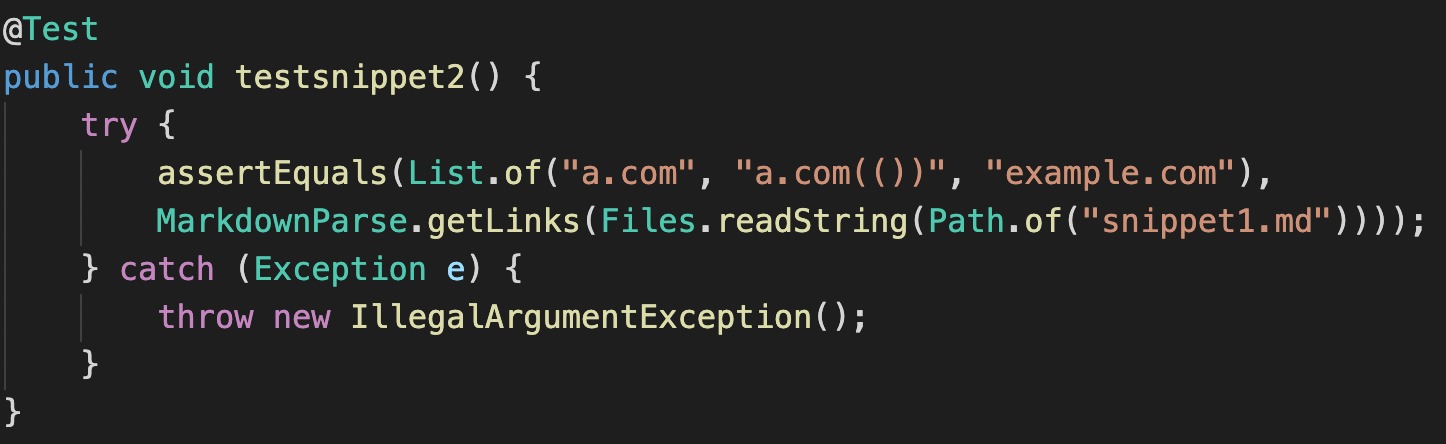 @Test
public void testsnippet2() {
    try {
        assertEquals(List.of("a.com", "a.com(())", "example.com"),
        MarkdownParse.getLinks(Files.readString(Path.of("snippet1.md"))));
    } catch (Exception e) {
        throw new IllegalArgumentException();
    }
}